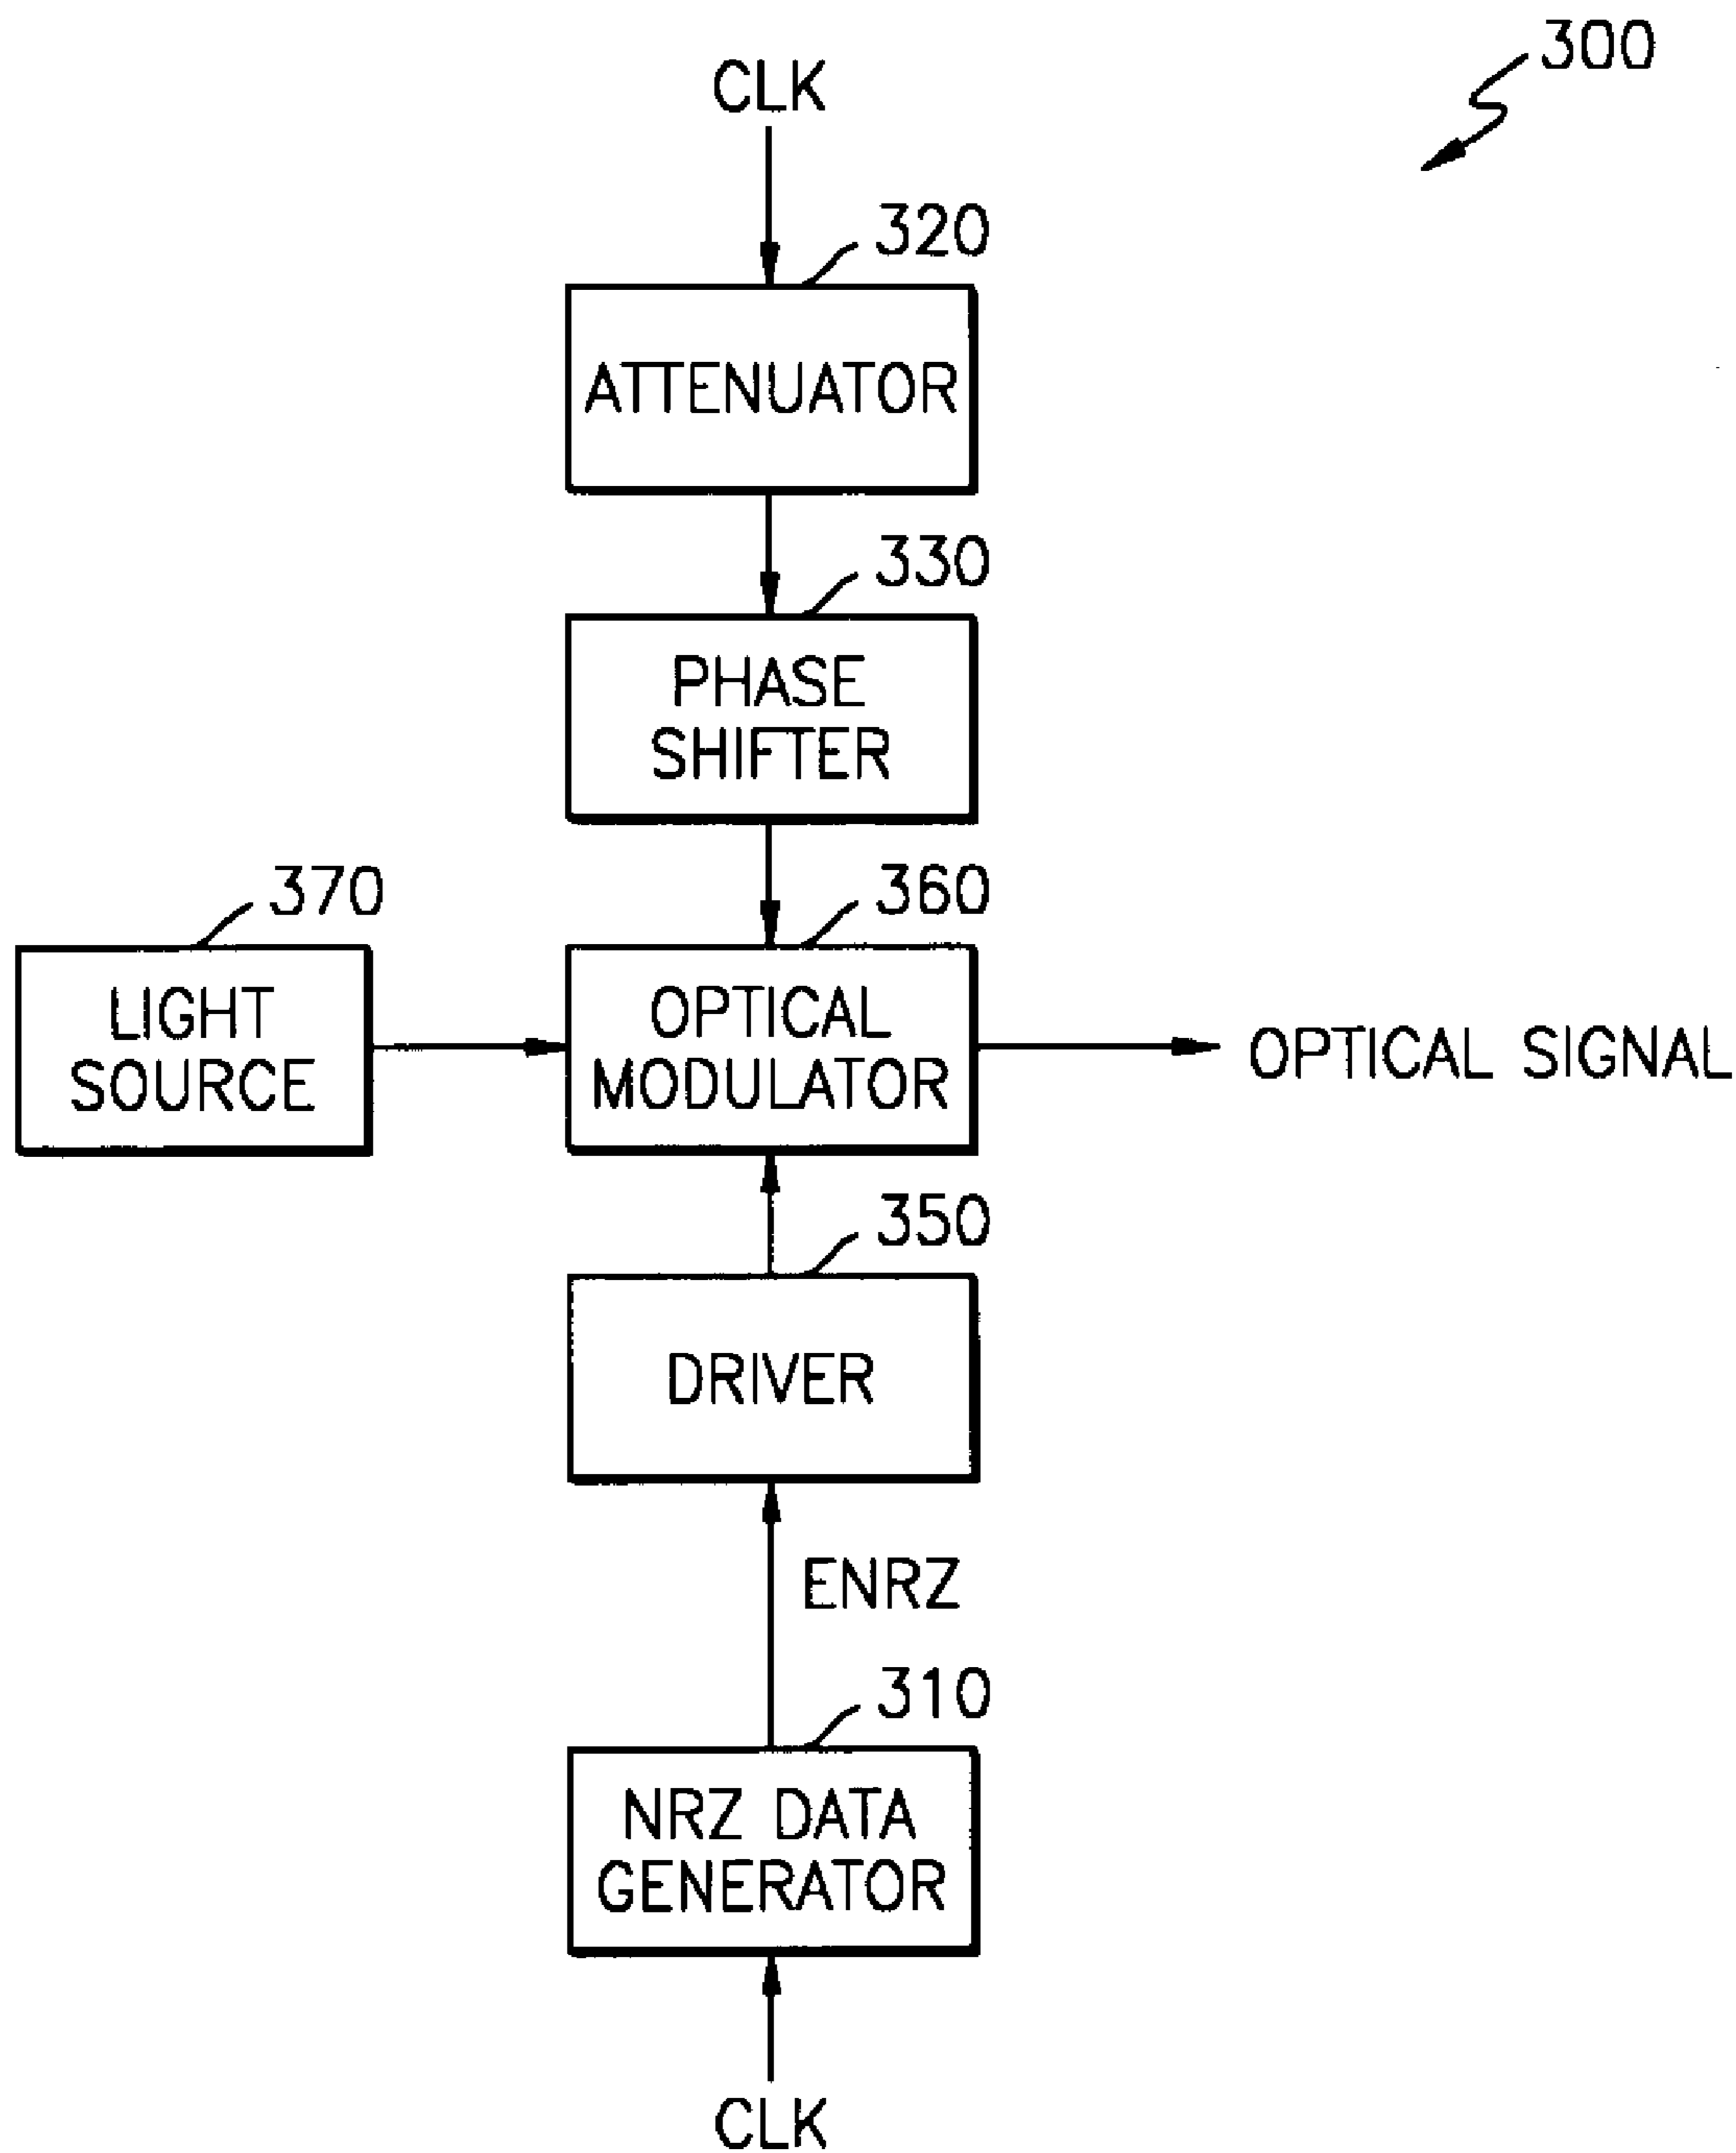 300
CLK
320
ATTENUATOR
330
PHASE
SHIFTER
370
360
LIGHT
SOURCE
OPTICAL
MODULATOR
OPTICAL SIGNAL
350
DRIVER
ENRZ
310
NRZ DATA
GENERATOR
CLK